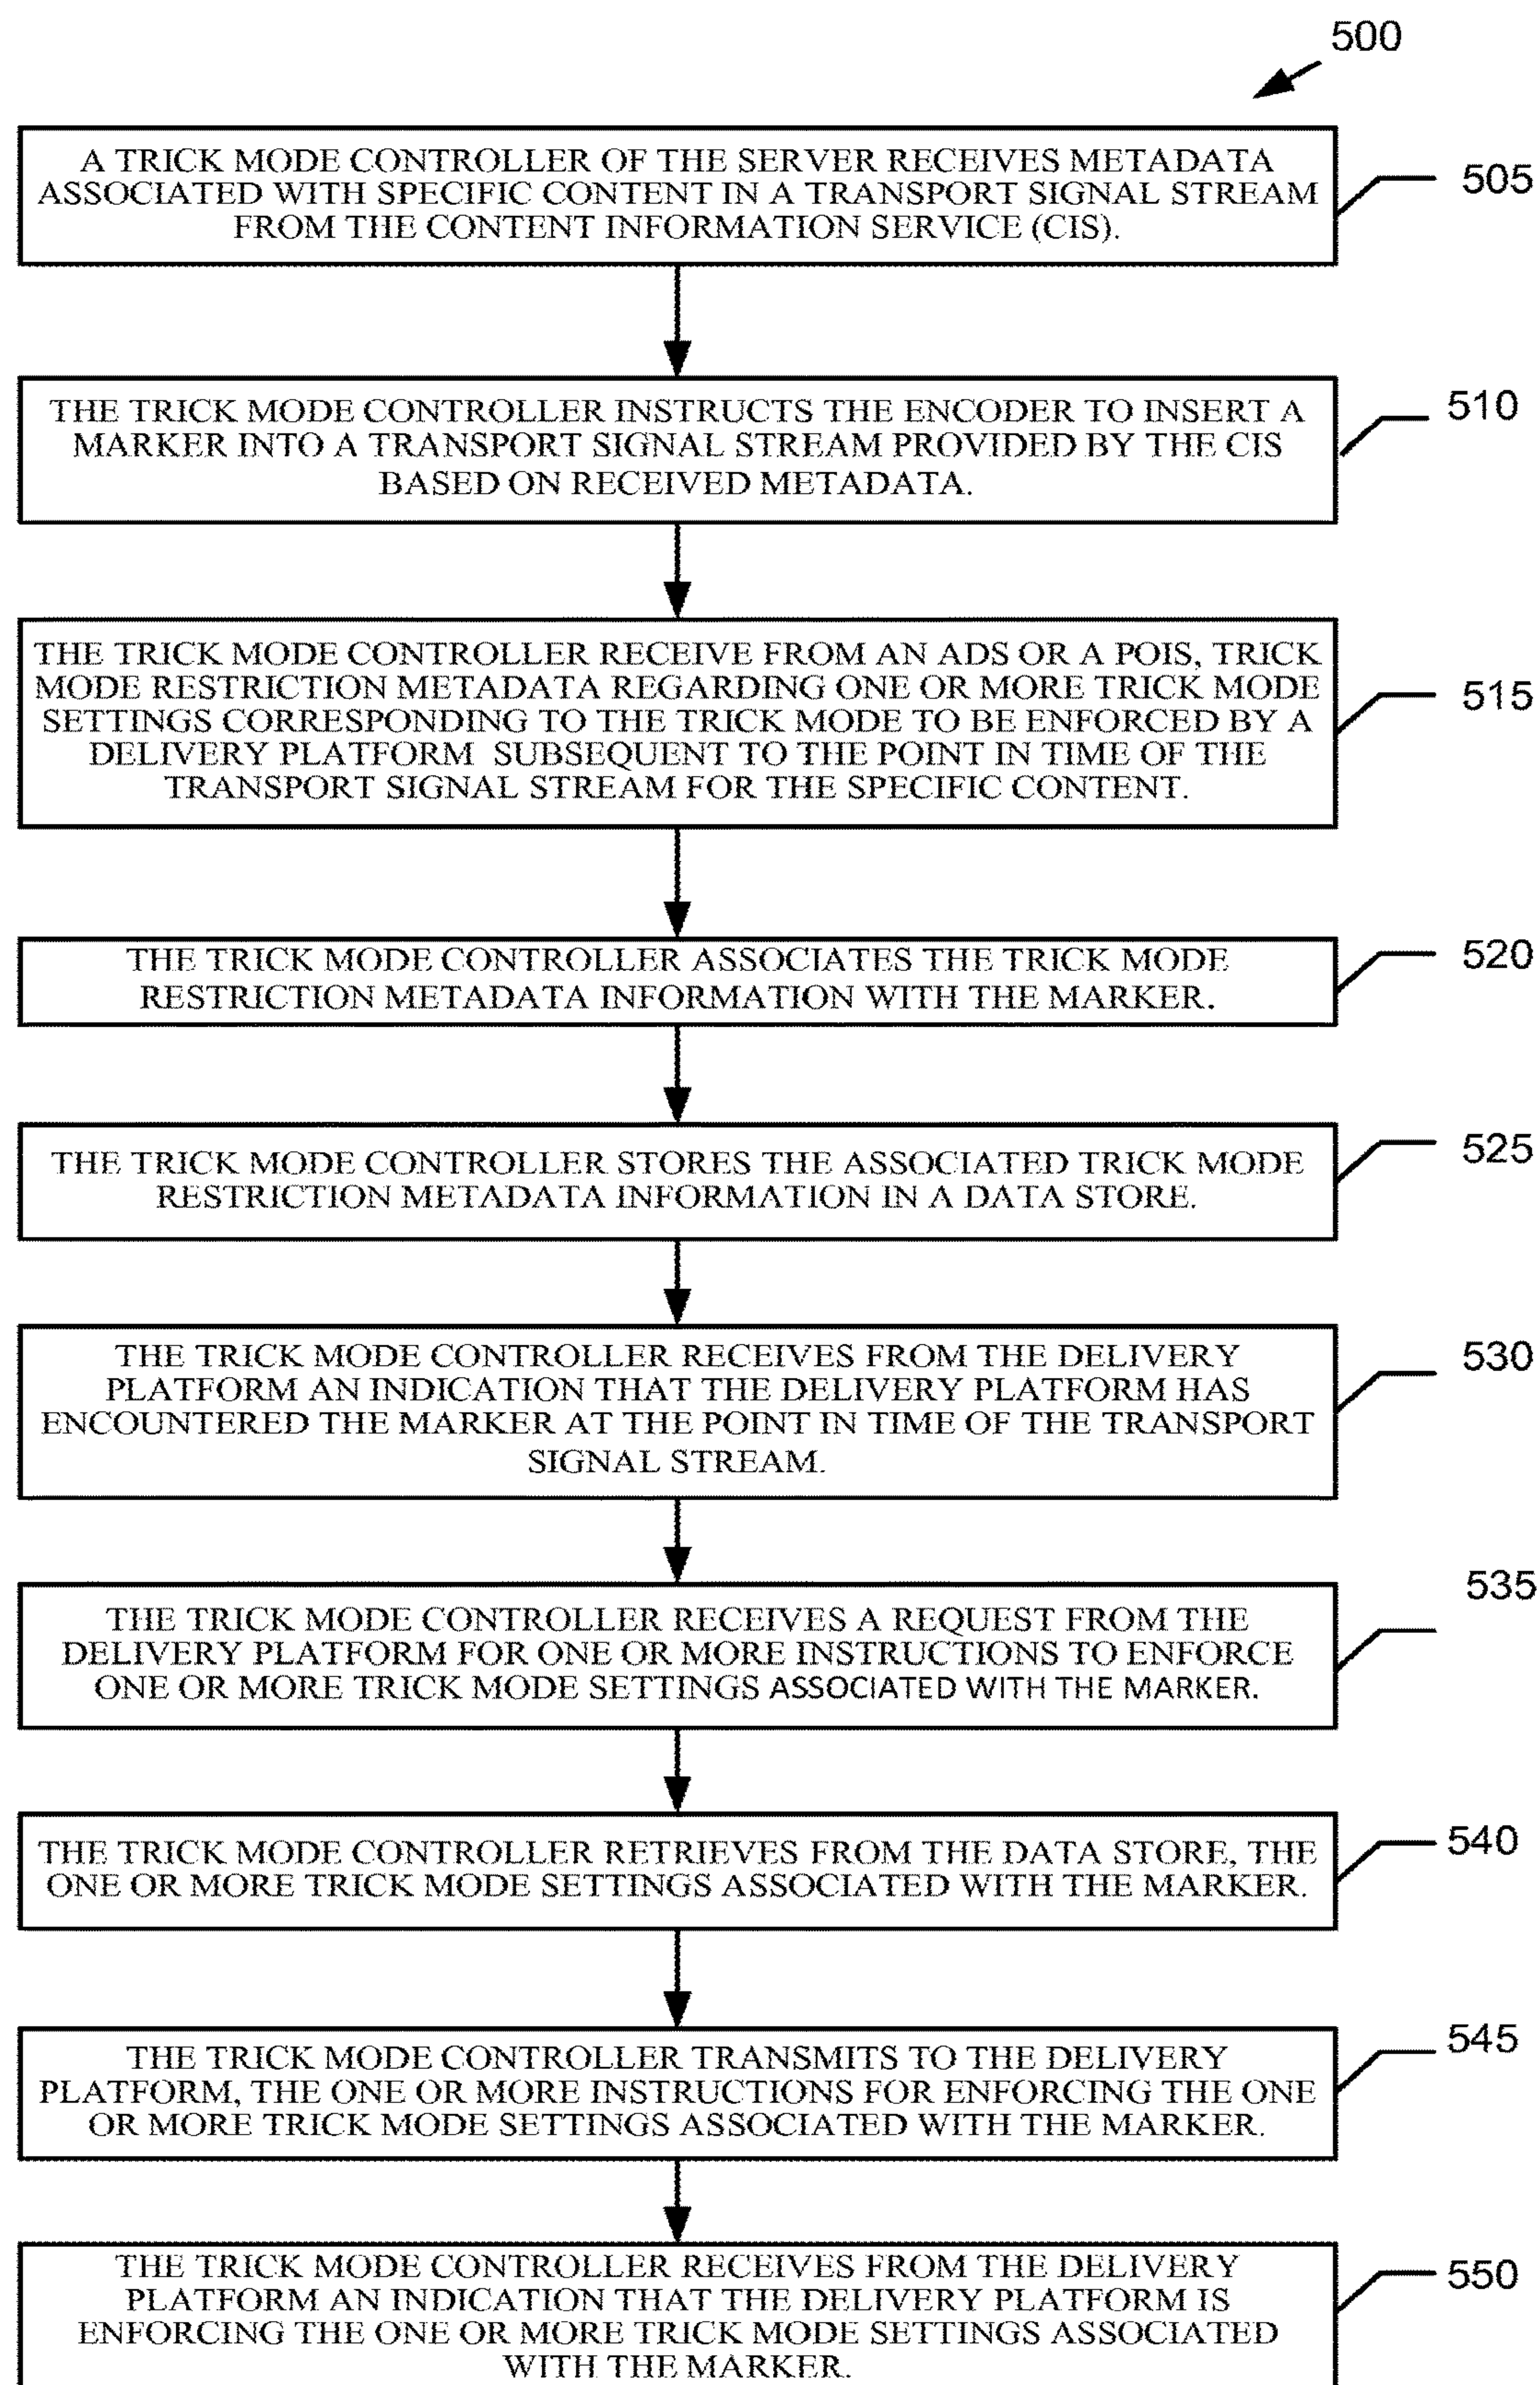 500
A TRICK MODE CONTROLLER OF THE SERVER RECEIVES METADATA
ASSOCIATED WITH SPECIFIC CONTENT IN A TRANSPORT SIGNAL STREAM
FROM THE CONTENT INFORMATION SERVICE (CIS).
505
THE TRICK MODE CONTROLLER INSTRUCTS THE ENCODER TO INSERT A
MARKER INTO A TRANSPORT SIGNAL STREAM PROVIDED BY THE CIS
BASED ON RECEIVED METADATA.
510
THE TRICK MODE CONTROLLER RECEIVE FROM AN ADS OR A POIS, TRICK
MODE RESTRICTION METADATA REGARDING ONE OR MORE TRICK MODE
SETTINGS CORRESPONDING TO THE TRICK MODE TO BE ENFORCED BY A
DELIVERY PLATFORM SUBSEQUENT TO THE POINT IN TIME OF THE
TRANSPORT SIGNAL STREAM FOR THE SPECIFIC CONTENT.
515
THE TRICK MODE CONTROLLER ASSOCIATES THE TRICK MODE
RESTRICTION METADATA INFORMATION WITH THE MARKER.
520
THE TRICK MODE CONTROLLER STORES THE ASSOCIATED TRICK MODE
RESTRICTION METADATA INFORMATION IN A DATA STORE.
525
THE TRICK MODE CONTROLLER RECEIVES FROM THE DELIVERY
PLATFORM AN INDICATION THAT THE DELIVERY PLATFORM HAS
ENCOUNTERED THE MARKER AT THE POINT IN TIME OF THE TRANSPORT
SIGNAL STREAM.
530
THE TRICK MODE CONTROLLER RECEIVES A REQUEST FROM THE
DELIVERY PLATFORM FOR ONE OR MORE INSTRUCTIONS TO ENFORCE
ONE OR MORE TRICK MODE SETTINGS ASSOCIATED WITH THE MARKER.
535
THE TRICK MODE CONTROLLER RETRIEVES FROM THE DATA STORE, THE
ONE OR MORE TRICK MODE SETTINGS ASSOCIATED WITH THE MARKER.
540
THE TRICK MODE CONTROLLER TRANSMITS TO THE DELIVERY
PLATFORM, THE ONE OR MORE INSTRUCTIONS FOR ENFORCING THE ONE
OR MORE TRICK MODE SETTINGS ASSOCIATED WITH THE MARKER.
545
THE TRICK MODE CONTROLLER RECEIVES FROM THE DELIVERY
PLATFORM AN INDICATION THAT THE DELIVERY PLATFORM IS
ENFORCING THE ONE OR MORE TRICK MODE SETTINGS ASSOCIATED
WITH THE MARKER.
550